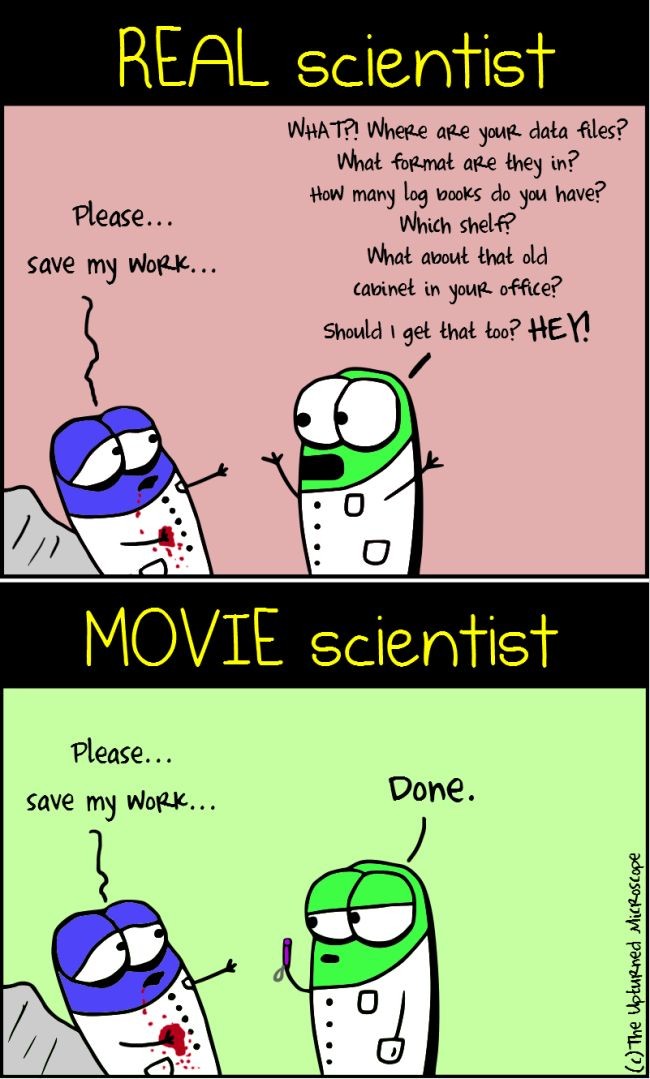 REAL scientist
Please...
save my work...
WHAT?! Where are your data files?
What format are they in?
How many log books do you have?
Which shelf?
What about that old
cabinet in your office?
Should I get that too? HEY!
MOVIE scientist
Please...
save my work...
Done.
(c) The Upturned Microscope